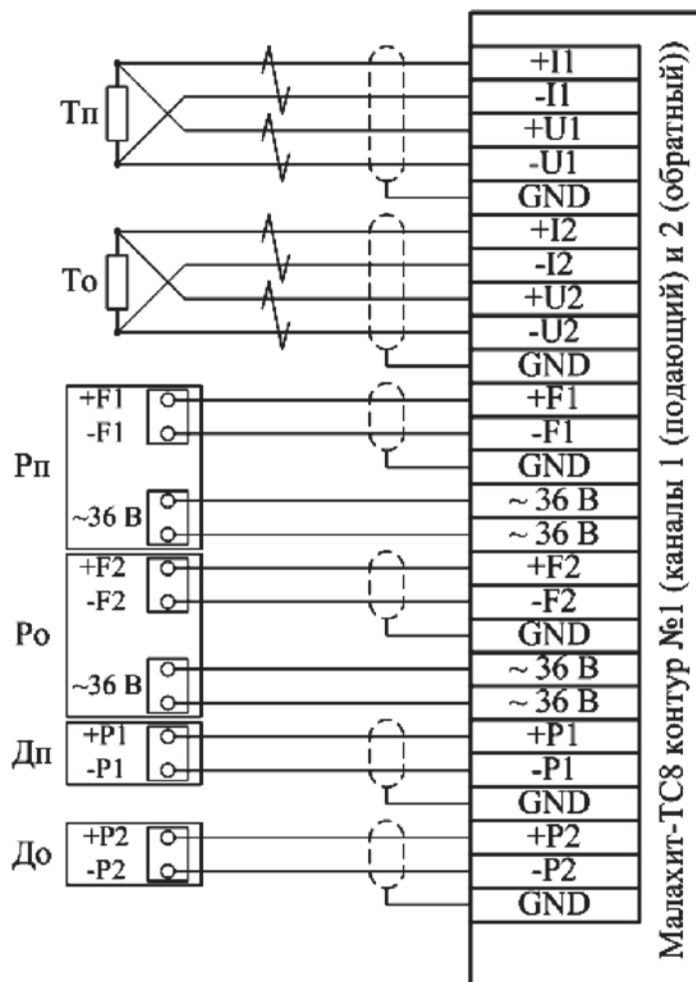 Тп
+I1
-I1
+U1
-U1
GND
То
+I2
-I2
+U2
-U2
GND
Рп
+F1
-F1
~36 В
+F1
-F1
GND
~ 36 В
~ 36 В
Ро
+F2
-F2
~36 В
+F2
-F2
GND
~ 36 В
~ 36 В
Дп
+P1
-P1
+P1
-P1
GND
До
+P2
-P2
+P2
-P2
GND
Малахит-ТС8 контур №1 (каналы 1 (подающий) и 2 (обратный))